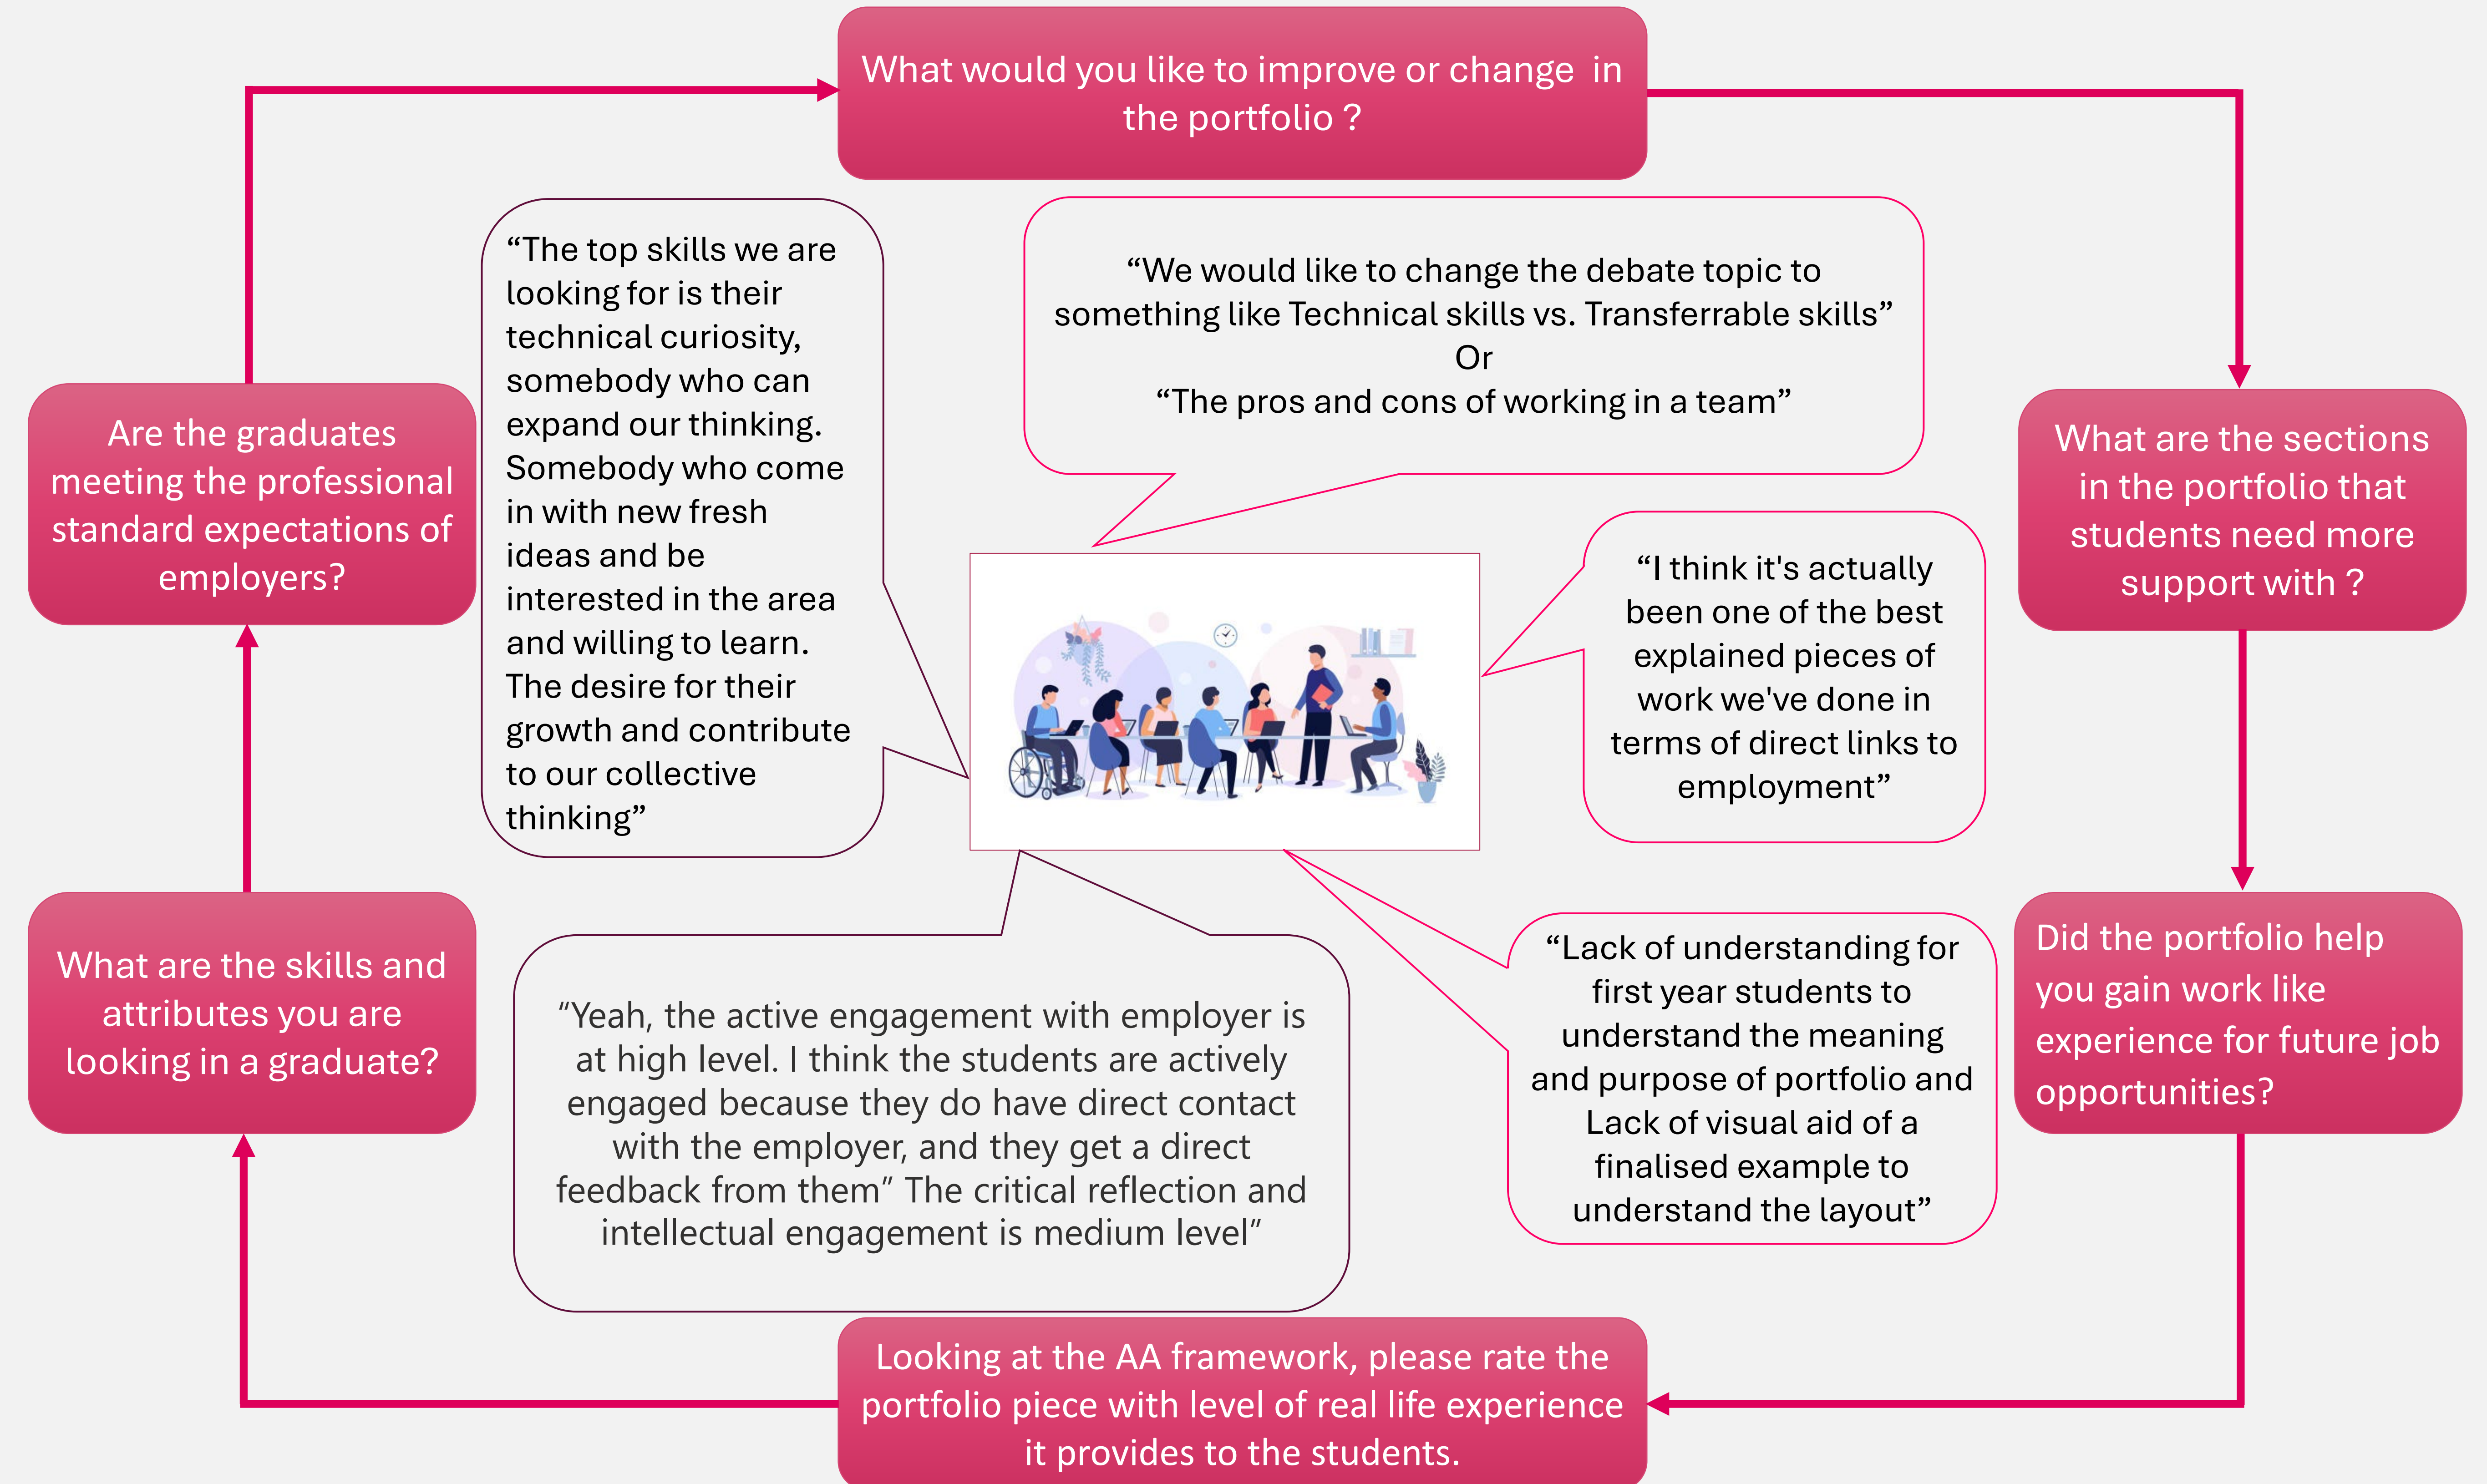 What would you like to improve or change  in
the portfolio ?
“The top skills we are
looking for is their
technical curiosity,
somebody who can
expand our thinking.
Somebody who come
in with new fresh
ideas and be
interested in the area
and willing to learn.
The desire for their
growth and contribute
to our collective
thinking”
“We would like to change the debate topic to
something like Technical skills vs. Transferrable skills”
Or
“The pros and cons of working in a team”
Are the graduates
meeting the professional
standard expectations of
employers?
What are the sections
in the portfolio that
students need more
support with ?
“I think it's actually
been one of the best
explained pieces of
work we've done in
terms of direct links to
employment”
What are the skills and
attributes you are
looking in a graduate?
“Yeah, the active engagement with employer is
at high level. I think the students are actively
engaged because they do have direct contact
with the employer, and they get a direct
feedback from them” The critical reflection and
intellectual engagement is medium level”
“Lack of understanding for
first year students to
understand the meaning
and purpose of portfolio and
Lack of visual aid of a
finalised example to
understand the layout”
Did the portfolio help
you gain work like
experience for future job
opportunities?
Looking at the AA framework, please rate the
portfolio piece with level of real life experience
it provides to the students.